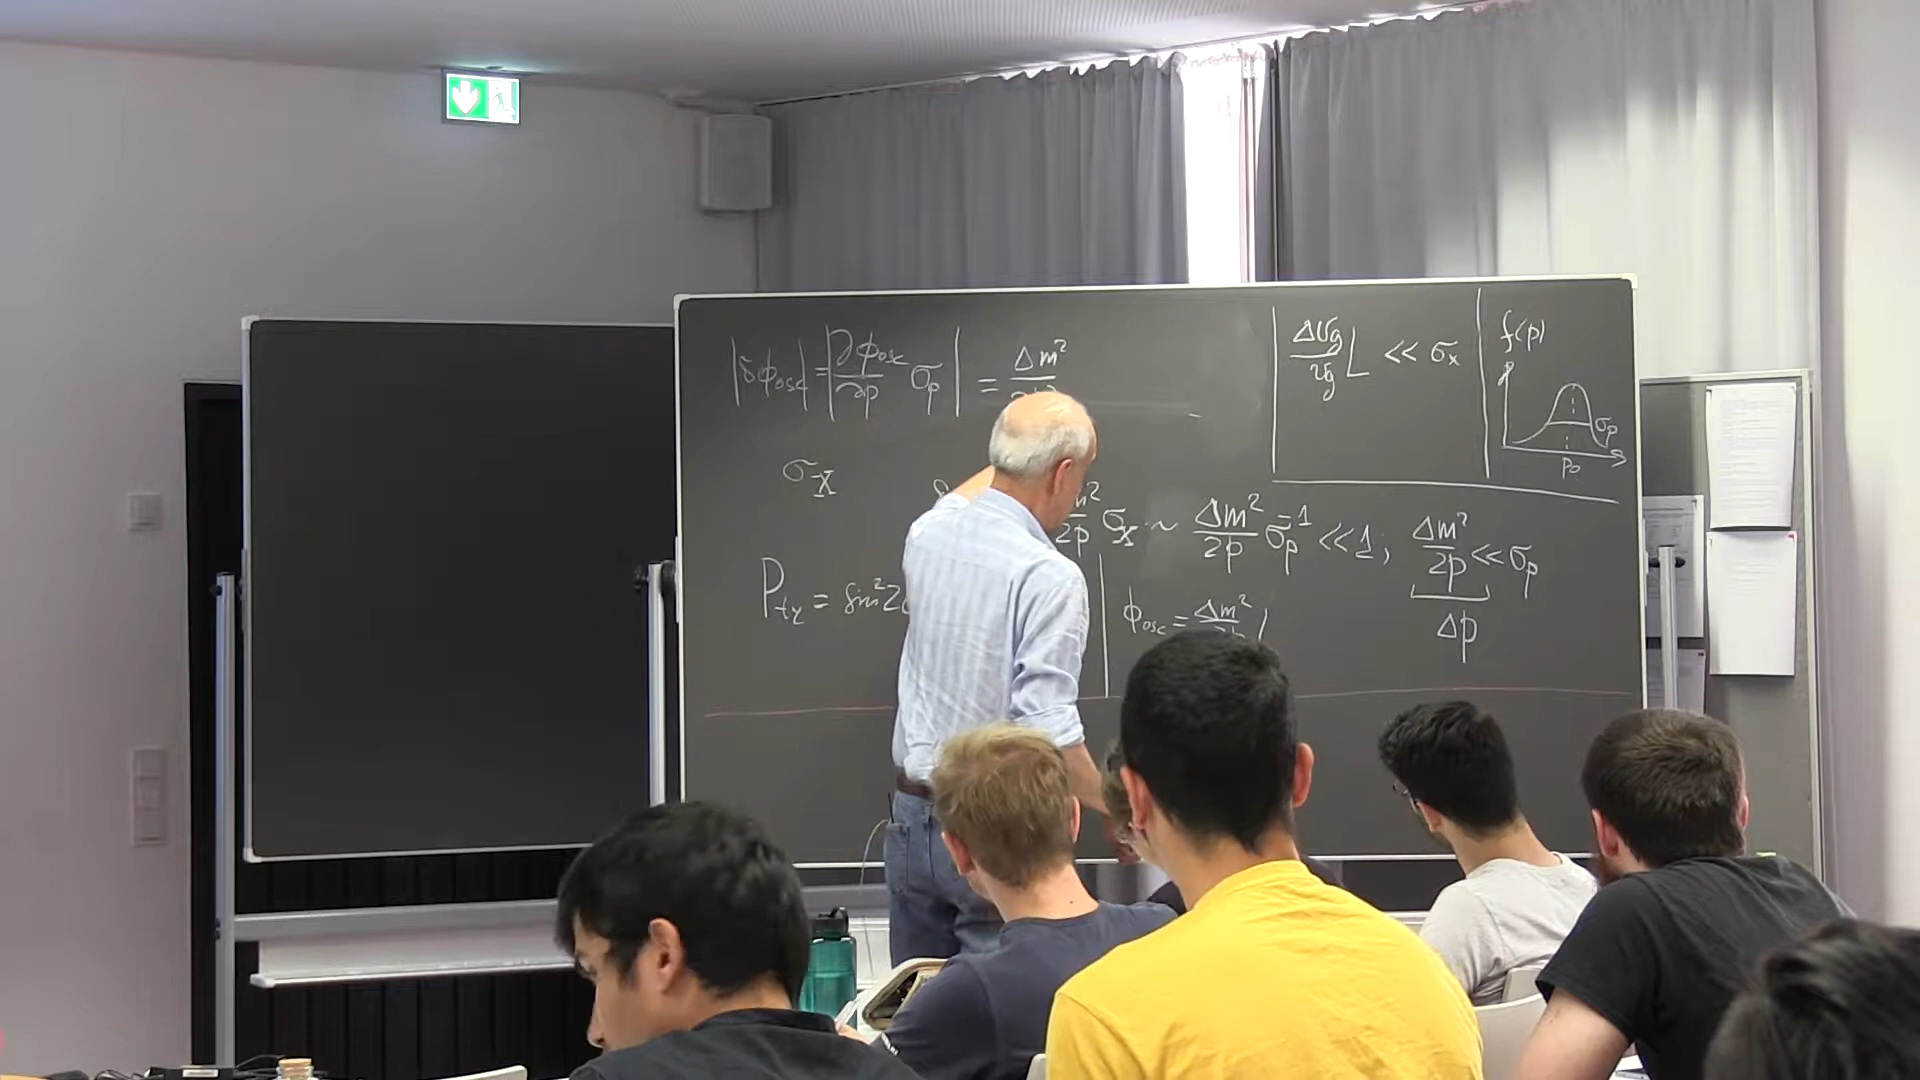 |δϕ_osc| = |∂ϕ_osc/∂p σ_p| = Δm²
Δv_g/v_g L << σ_x
f(p)
σ_p
p₀
σ_x
m²/2p σ_x ~ Δm²/2p σ_p⁻¹ << 1; Δm²/2p << σ_p
Δp
P_tr = sin²2
ϕ_osc = Δm²